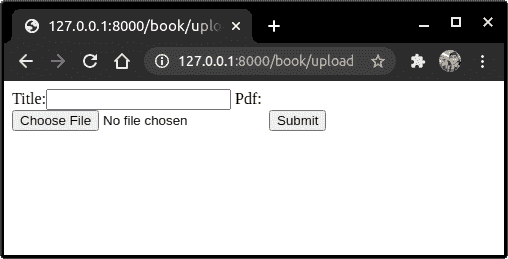 127.0.0.1:8000/book/uplo
127.0.0.1:8000/book/upload
Title: Pdf:
Choose File No file chosen Submit